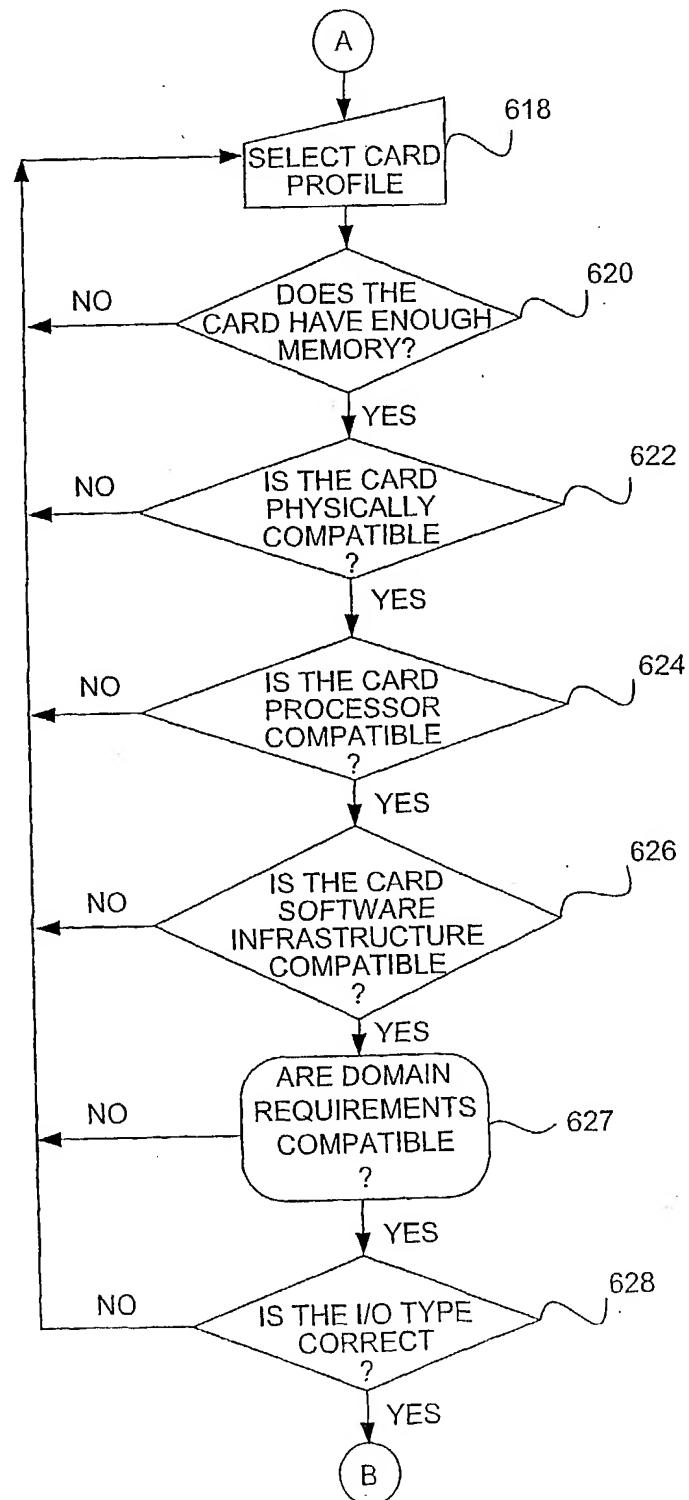 A
618
SELECT CARD
PROFILE
620
NO
DOES THE
CARD HAVE ENOUGH
MEMORY?
YES
622
NO
IS THE CARD
PHYSICALLY
COMPATIBLE
?
YES
624
NO
IS THE CARD
PROCESSOR
COMPATIBLE
?
YES
626
NO
IS THE CARD
SOFTWARE
INFRASTRUCTURE
COMPATIBLE
?
YES
NO
ARE DOMAIN
REQUIREMENTS
COMPATIBLE
?
627
YES
628
NO
IS THE I/O TYPE
CORRECT
?
YES
B